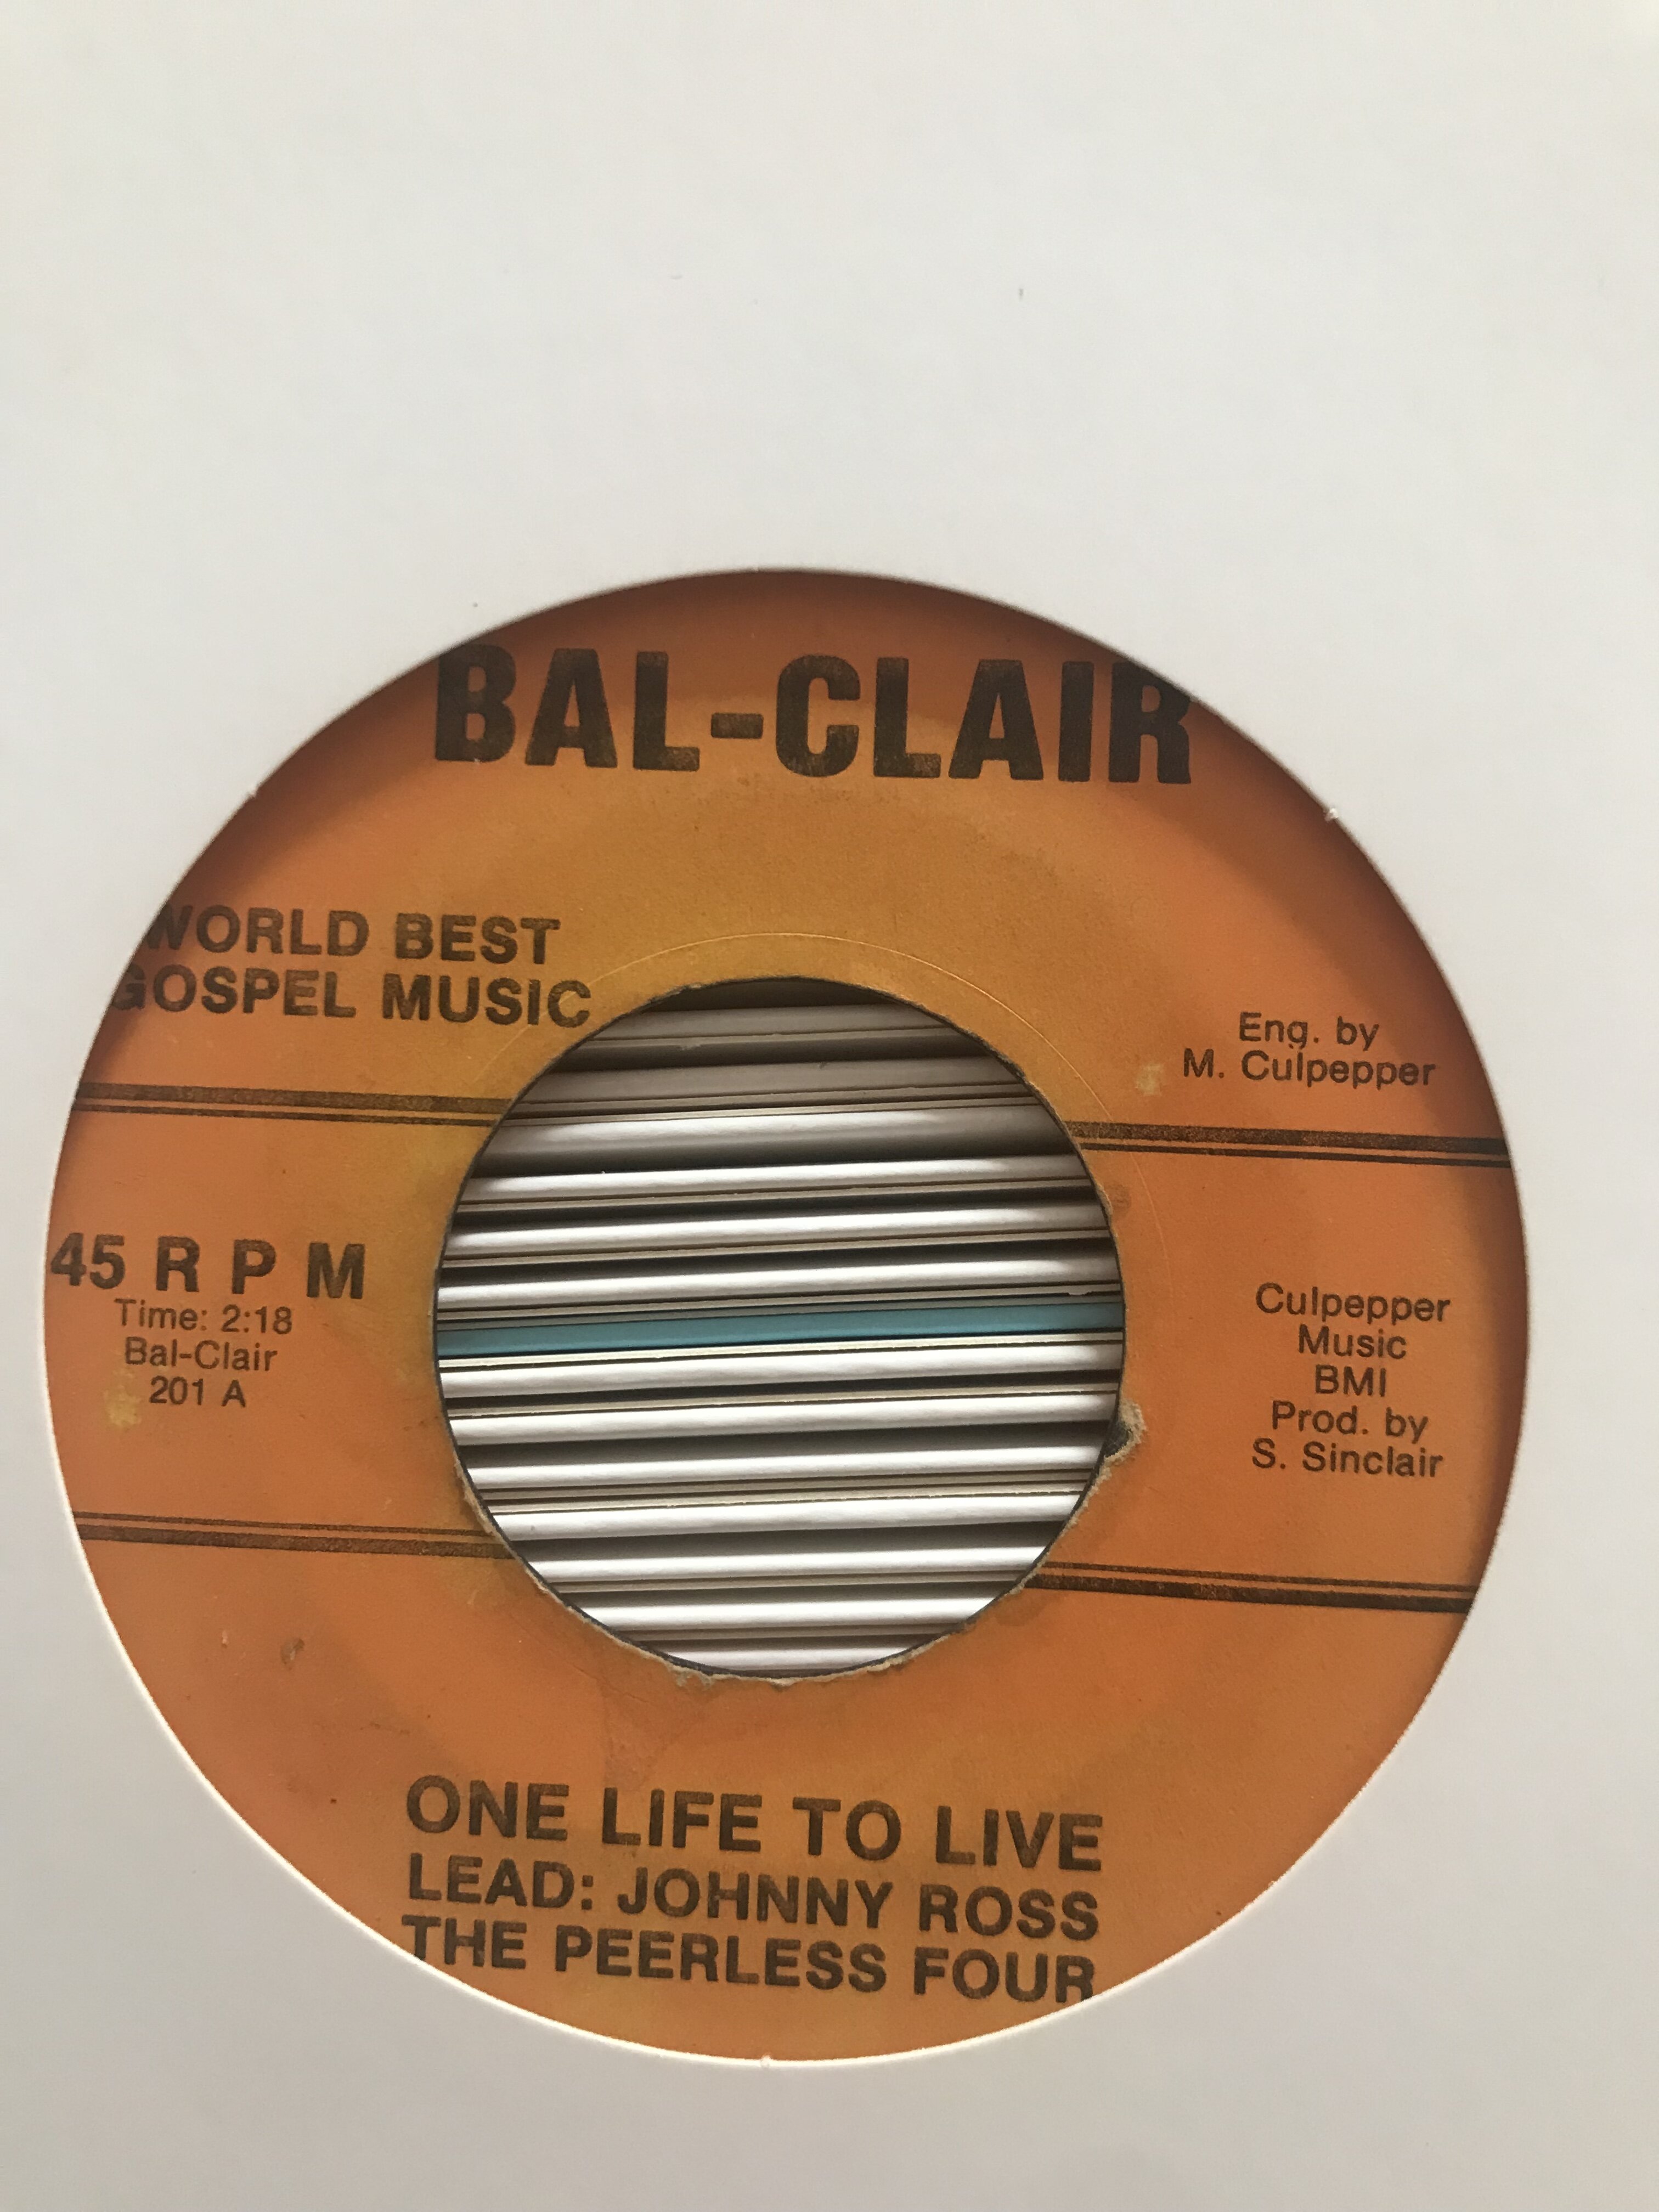 BAL-CLAIR
WORLD BEST
GOSPEL MUSIC
Eng. by
M. Culpepper
45 R P M
Time: 2:18
Bal-Clair
201 A
Culpepper
Music
BMI
Prod. by
S. Sinclair
ONE LIFE TO LIVE
LEAD: JOHNNY ROSS
THE PEERLESS FOUR